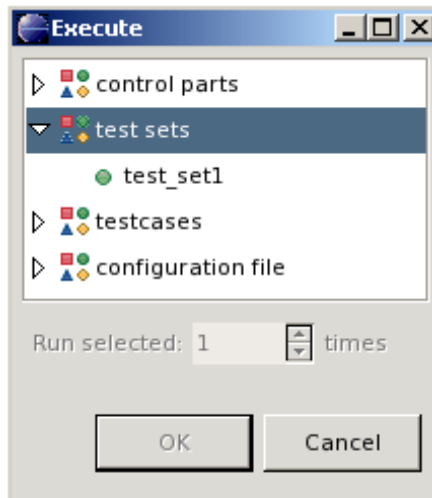 Execute
control parts
test sets
test_set1
testcases
configuration file
Run selected: 1 times
OK Cancel